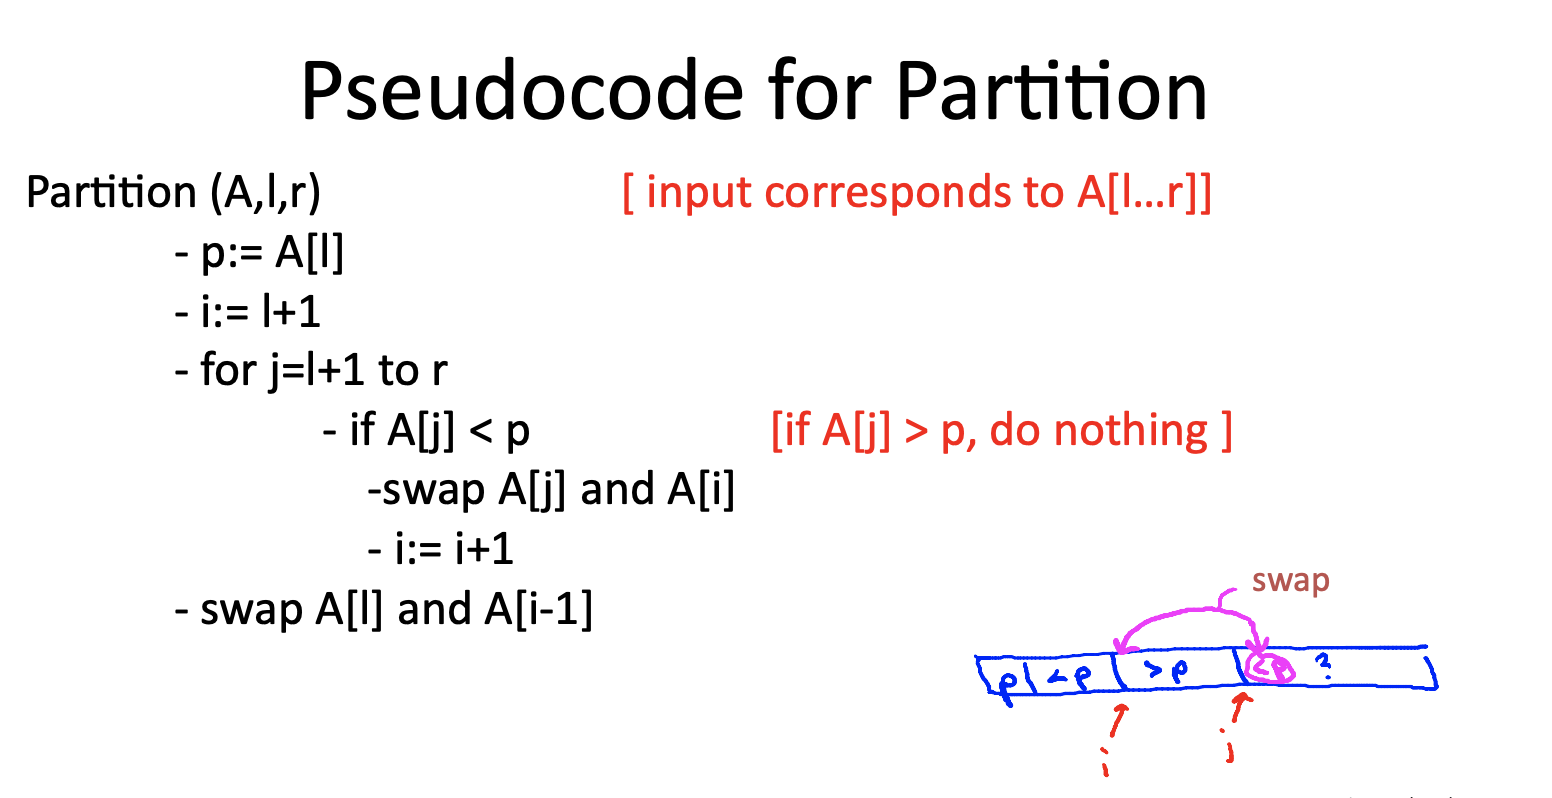 Pseudocode for Partition
Partition (A,l,r) [ input corresponds to A[l...r]]
- p:= A[l]
- i:= l+1
- for j=l+1 to r
- if A[j] < p [if A[j] > p, do nothing ]
-swap A[j] and A[i]
- i:= i+1
- swap A[l] and A[i-1]
swap
p <p >p <p ?
i j